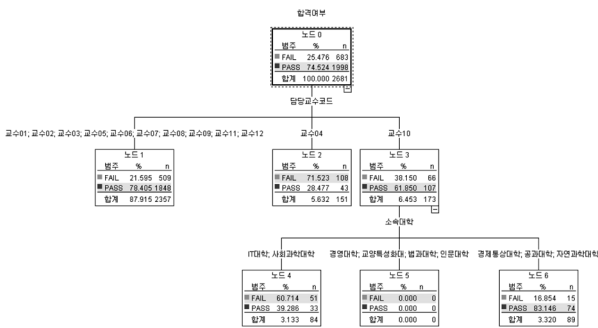 합격여부
노드 0
범주 % n
FAIL 25.476 683
PASS 74.524 1998
합계 100.000 2681
담당교수코드
교수01; 교수02; 교수03; 교수05; 교수06; 교수07; 교수08; 교수09; 교수11; 교수12
교수04
교수10
노드 1
범주 % n
FAIL 21.595 509
PASS 78.405 1848
합계 87.915 2357
노드 2
범주 % n
FAIL 71.523 108
PASS 28.477 43
합계 5.632 151
노드 3
범주 % n
FAIL 38.150 66
PASS 61.850 107
합계 6.453 173
소속대학
IT대학; 사회과학대학
경영대학; 교양특성화대; 법과대학; 인문대학
경제통상대학; 공과대학; 자연과학대학
노드 4
범주 % n
FAIL 60.714 51
PASS 39.286 33
합계 3.133 84
노드 5
범주 % n
FAIL 0.000 0
PASS 0.000 0
합계 0.000 0
노드 6
범주 % n
FAIL 16.854 15
PASS 83.146 74
합계 3.320 89